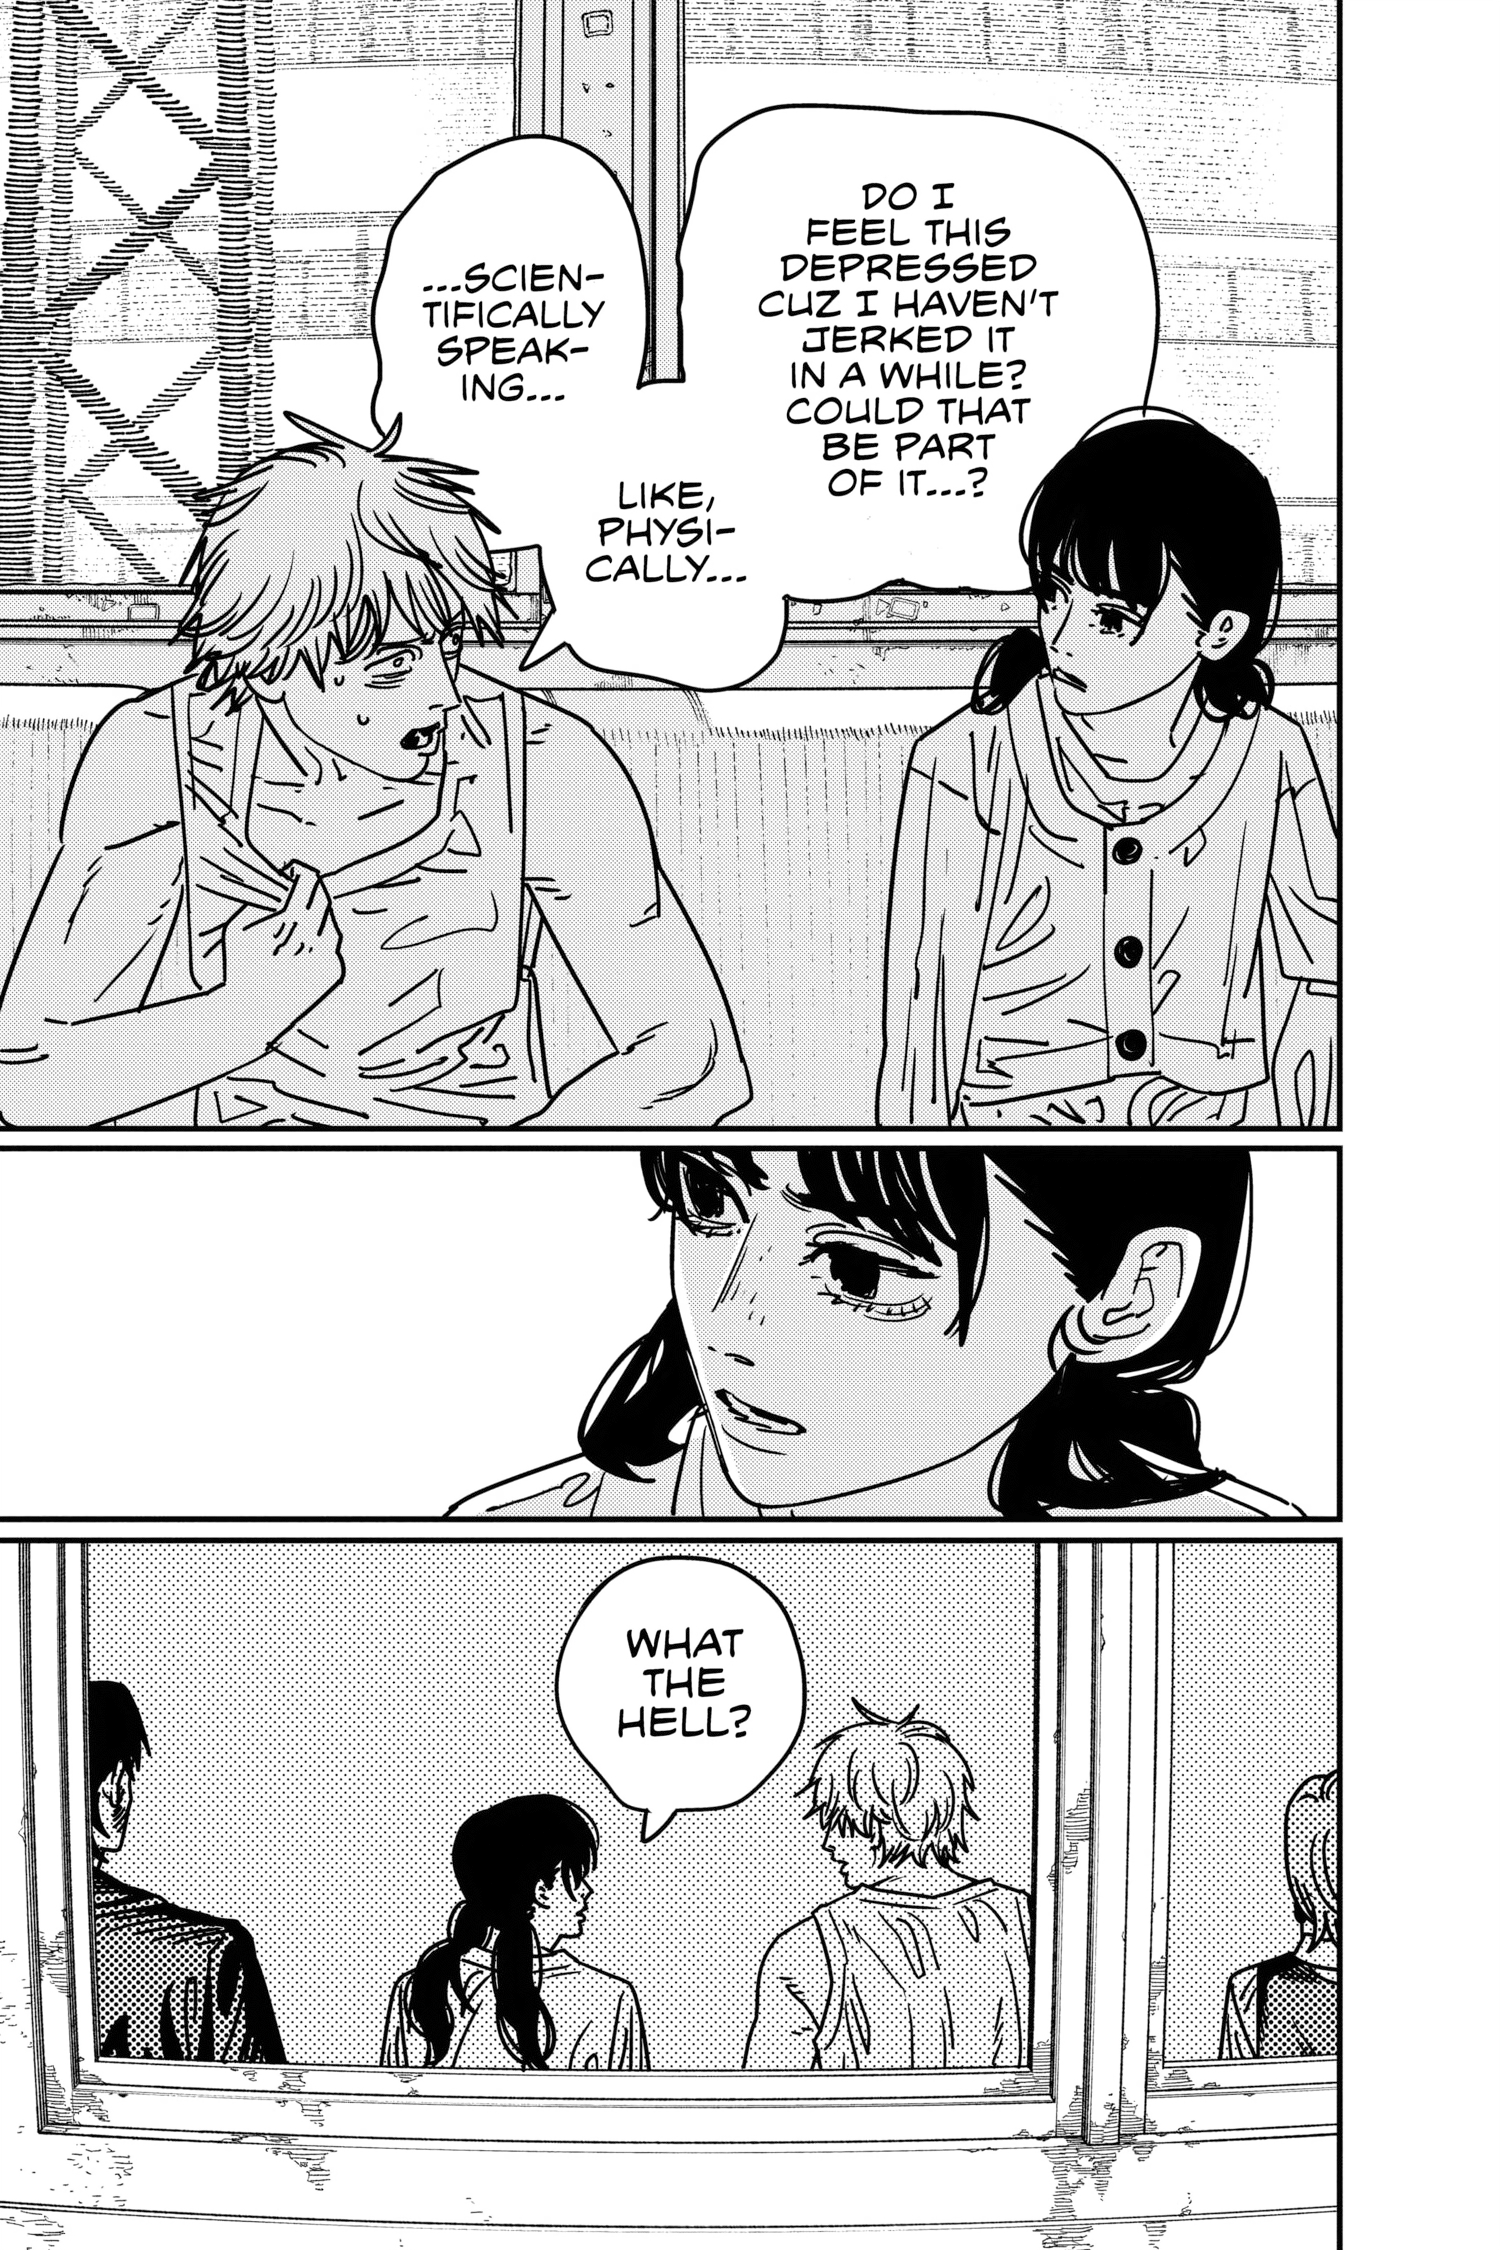 DO I
FEEL THIS
DEPRESSED
CUZ I HAVEN'T
JERKED IT
IN A WHILE?
COULD THAT
BE PART
OF IT...?
...SCIEN-
TIFICALLY
SPEAK-
ING...
LIKE,
PHYSI-
CALLY...
WHAT
THE
HELL?